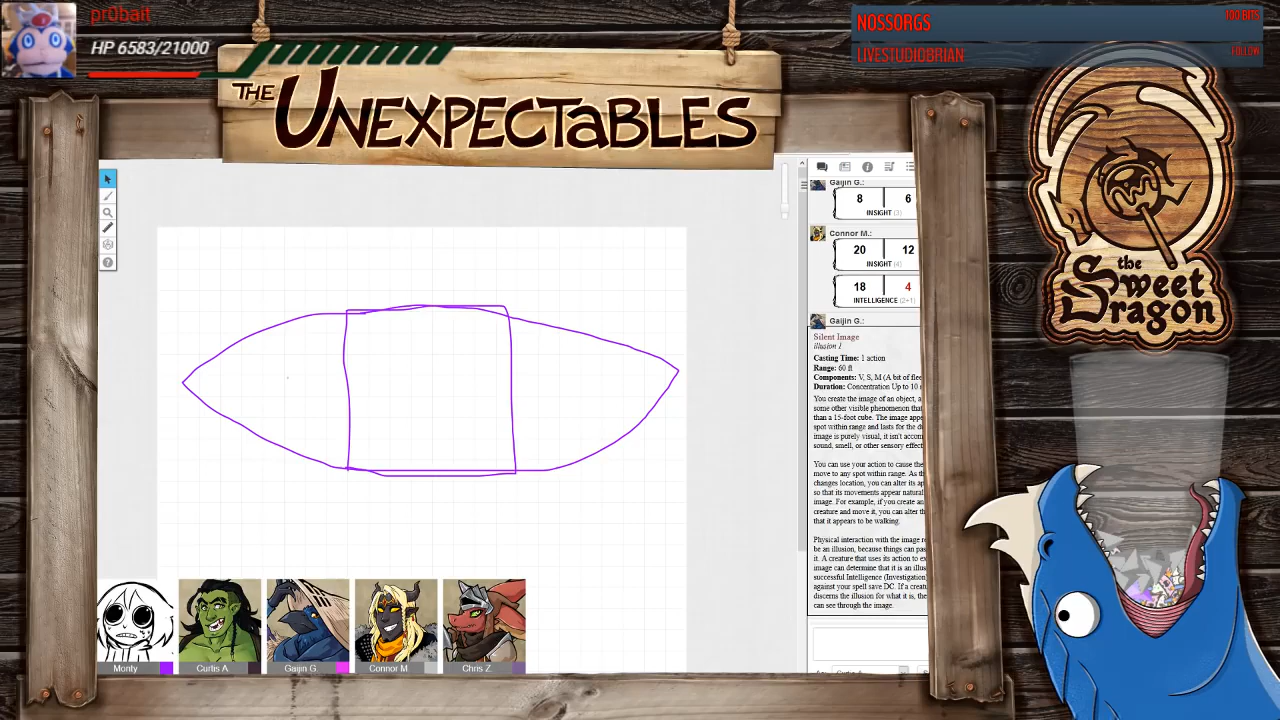 pr0bait
HP 6583/21000
NOSSORGS
100 BITS
LIVESTUDIOBRIAN
FOLLOW
THE UNEXPECTABLES
the
Sweet
Dragon
Gaijin G.:
8 6
INSIGHT (3)
Connor M.:
20 12
INSIGHT (4)
18 4
INTELLIGENCE (2+1)
Gaijin G.:
Silent Image
illusion 1
Casting Time: 1 action
Range: 60 ft
Components: V, S, M (A bit of flee
Duration: Concentration Up to 10
You create the image of an object, a
some other visible phenomenon that
than a 15-foot cube. The image appe
spot within range and lasts for the du
image is purely visual, it isn't accom
sound, smell, or other sensory effect
You can use your action to cause the
move to any spot within range. As th
changes location, you can alter its ap
so that its movements appear natural
image. For example, if you create an
creature and move it, you can alter th
that it appears to be walking.
Physical interaction with the image re
be an illusion, because things can pas
it. A creature that uses its action to ex
image can determine that it is an illus
successful Intelligence (Investigation)
against your spell save DC. If a creat
discerns the illusion for what it is, the
can see through the image.
Monty
Curtis A
Gaijin G.
Connor M
Chris Z.